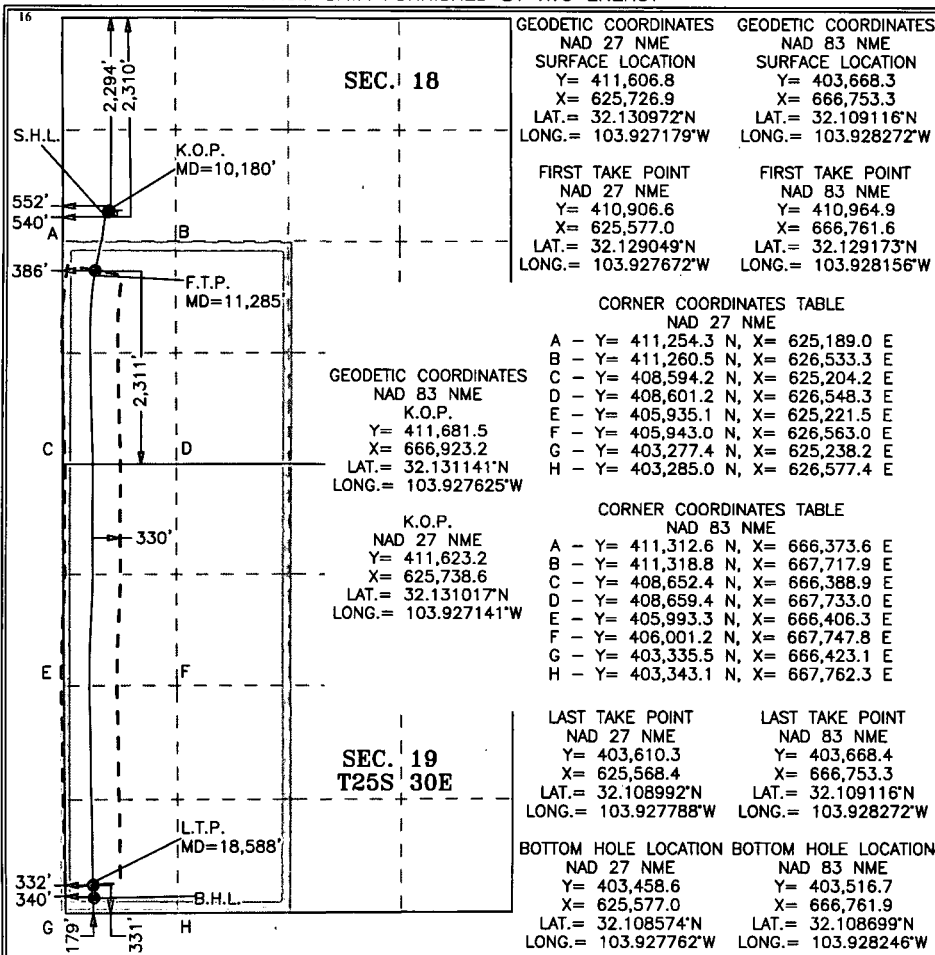 16
SEC. 18
2,294'
2,310'
S.H.L.
K.O.P.
MD=10,180'
552'
540'
A
B
386'
F.T.P.
MD=11,285'
2,311'
C
D
330'
E
F
SEC. 19
T25S 30E
L.T.P.
MD=18,588'
332'
340'
B.H.L.
G
H
179'
331'
GEODETIC COORDINATES
NAD 27 NME
SURFACE LOCATION
Y= 411,606.8
X= 625,726.9
LAT.= 32.130972°N
LONG.= 103.927179°W
GEODETIC COORDINATES
NAD 83 NME
SURFACE LOCATION
Y= 403,668.3
X= 666,753.3
LAT.= 32.109116°N
LONG.= 103.928272°W
FIRST TAKE POINT
NAD 27 NME
Y= 410,906.6
X= 625,577.0
LAT.= 32.129049°N
LONG.= 103.927672°W
FIRST TAKE POINT
NAD 83 NME
Y= 410,964.9
X= 666,761.6
LAT.= 32.129173°N
LONG.= 103.928156°W
GEODETIC COORDINATES
NAD 83 NME
K.O.P.
Y= 411,681.5
X= 666,923.2
LAT.= 32.131141°N
LONG.= 103.927625°W
K.O.P.
NAD 27 NME
Y= 411,623.2
X= 625,738.6
LAT.= 32.131017°N
LONG.= 103.927141°W
CORNER COORDINATES TABLE
NAD 27 NME
A - Y= 411,254.3 N, X= 625,189.0 E
B - Y= 411,260.5 N, X= 626,533.3 E
C - Y= 408,594.2 N, X= 625,204.2 E
D - Y= 408,601.2 N, X= 626,548.3 E
E - Y= 405,935.1 N, X= 625,221.5 E
F - Y= 405,943.0 N, X= 626,563.0 E
G - Y= 403,277.4 N, X= 625,238.2 E
H - Y= 403,285.0 N, X= 626,577.4 E
CORNER COORDINATES TABLE
NAD 83 NME
A - Y= 411,312.6 N, X= 666,373.6 E
B - Y= 411,318.8 N, X= 667,717.9 E
C - Y= 408,652.4 N, X= 666,388.9 E
D - Y= 408,659.4 N, X= 667,733.0 E
E - Y= 405,993.3 N, X= 666,406.3 E
F - Y= 406,001.2 N, X= 667,747.8 E
G - Y= 403,335.5 N, X= 666,423.1 E
H - Y= 403,343.1 N, X= 667,762.3 E
LAST TAKE POINT
NAD 27 NME
Y= 403,610.3
X= 625,568.4
LAT.= 32.108992°N
LONG.= 103.927788°W
LAST TAKE POINT
NAD 83 NME
Y= 403,668.4
X= 666,753.3
LAT.= 32.109116°N
LONG.= 103.928272°W
BOTTOM HOLE LOCATION
NAD 27 NME
Y= 403,458.6
X= 625,577.0
LAT.= 32.108574°N
LONG.= 103.927762°W
BOTTOM HOLE LOCATION
NAD 83 NME
Y= 403,516.7
X= 666,761.9
LAT.= 32.108699°N
LONG.= 103.928246°W